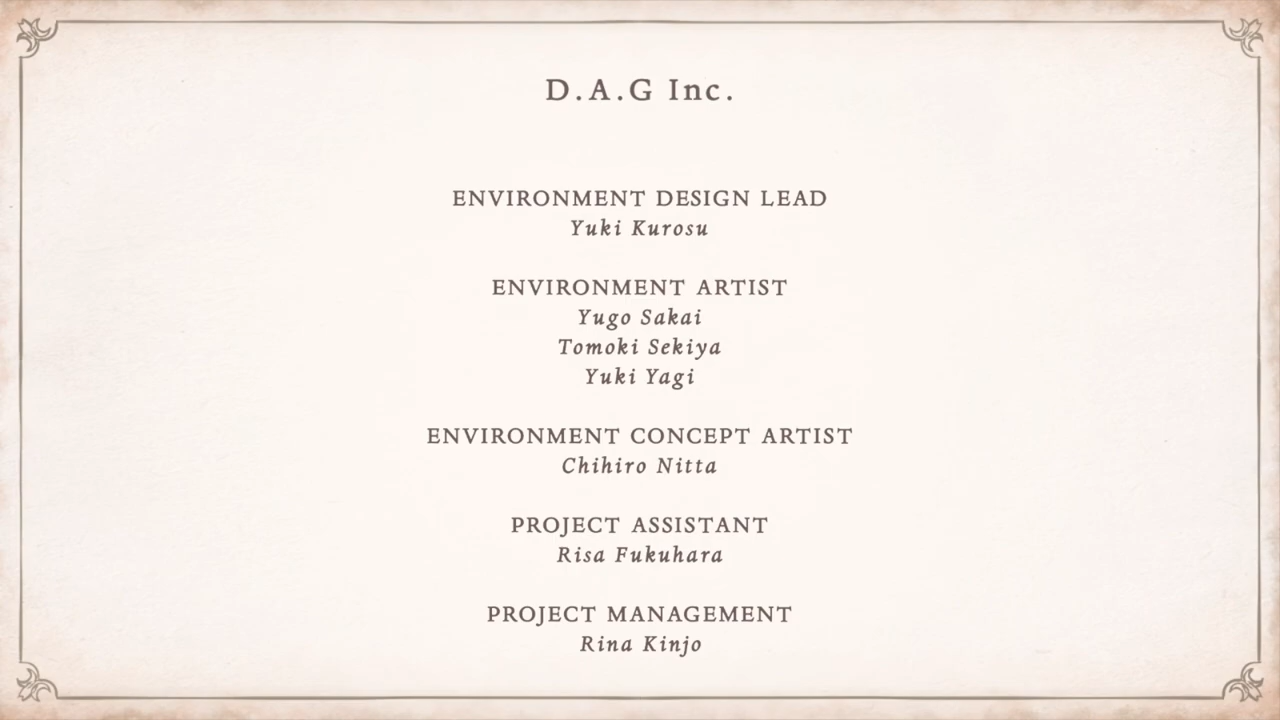 D.A.G Inc.
ENVIRONMENT DESIGN LEAD
Yuki Kurosu
ENVIRONMENT ARTIST
Yugo Sakai
Tomoki Sekiya
Yuki Yagi
ENVIRONMENT CONCEPT ARTIST
Chihiro Nitta
PROJECT ASSISTANT
Risa Fukuhara
PROJECT MANAGEMENT
Rina Kinjo